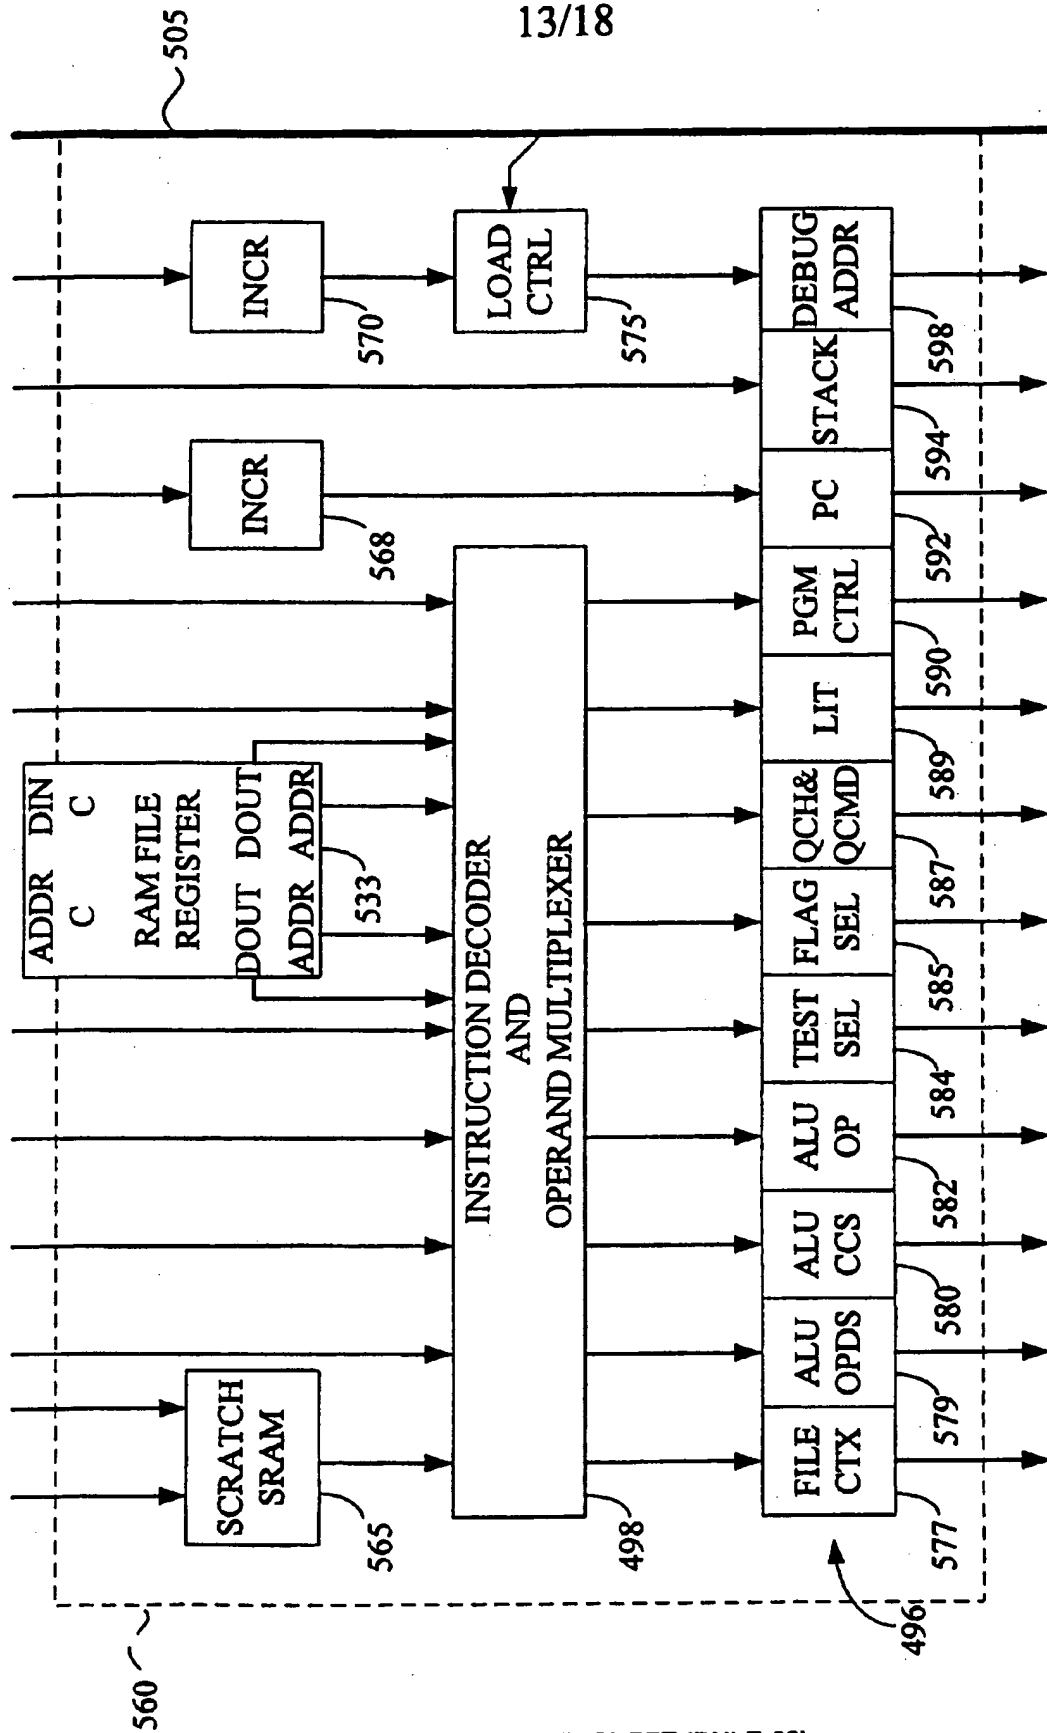 13/18
505
560
ADDR DIN
C C
RAM FILE
REGISTER
DOUT DOUT
ADDR ADDR
533
SCRATCH
SRAM
565
INCR
568
INCR
570
INSTRUCTION DECODER
AND
OPERAND MULTIPLEXER
498
LOAD
CTRL
575
FILE
CTX
577
ALU
OPDS
579
ALU
CCS
580
ALU
OP
582
TEST
SEL
584
FLAG
SEL
585
QCH&
QCMD
587
LIT
589
PGM
CTRL
590
PC
592
STACK
594
DEBUG
ADDR
598
496